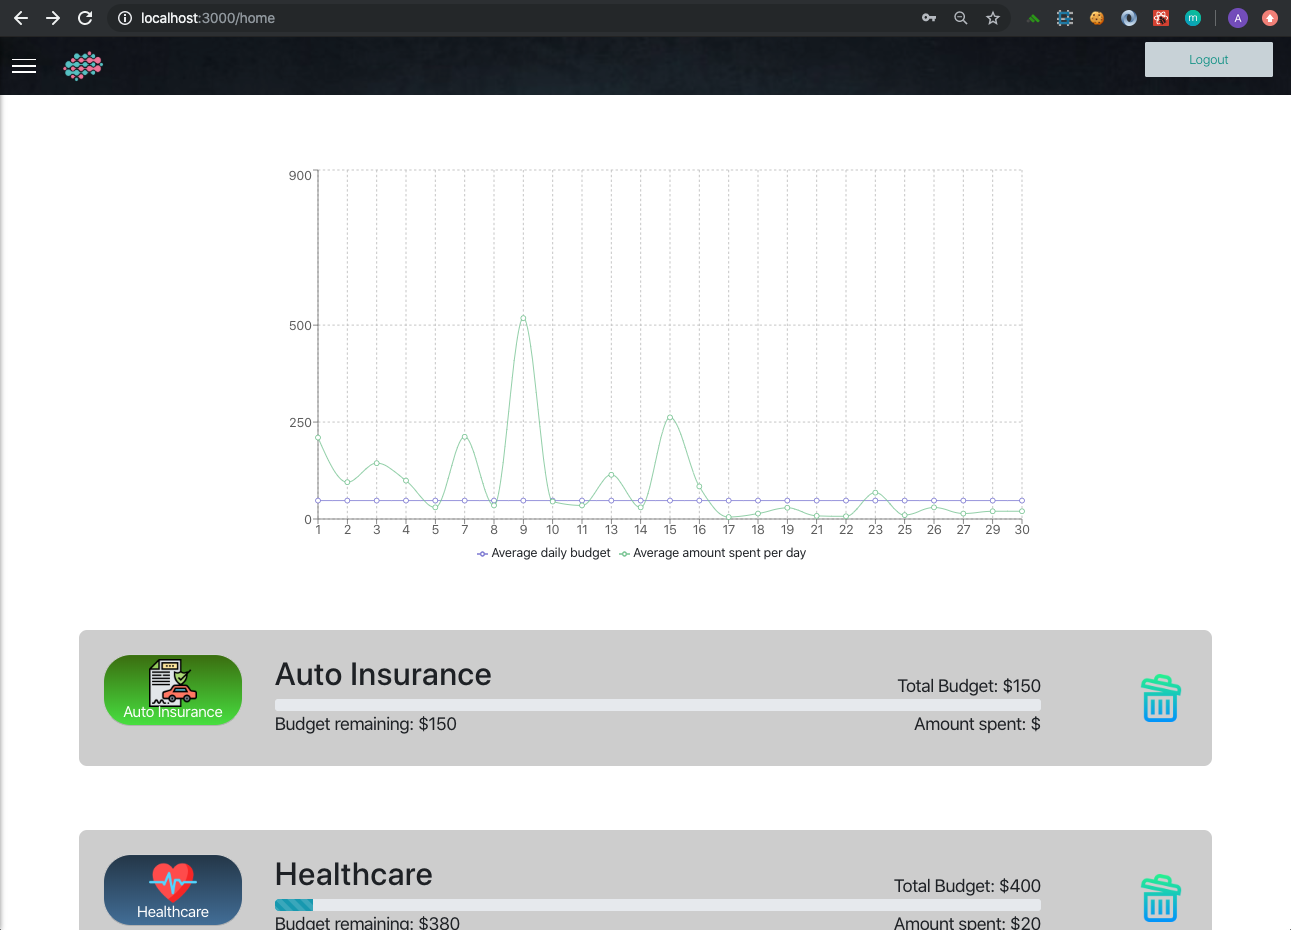 localhost:3000/home
m
A
Logout
900
500
250
0
1 2 3 4 5 7 8 9 10 11 13 14 15 16 17 18 19 21 22 23 25 26 27 29 30
Average daily budget Average amount spent per day
Auto Insurance
Auto Insurance
Total Budget: $150
Budget remaining: $150
Amount spent: $
Healthcare
Healthcare
Total Budget: $400
Budget remaining: $380
Amount spent: $20